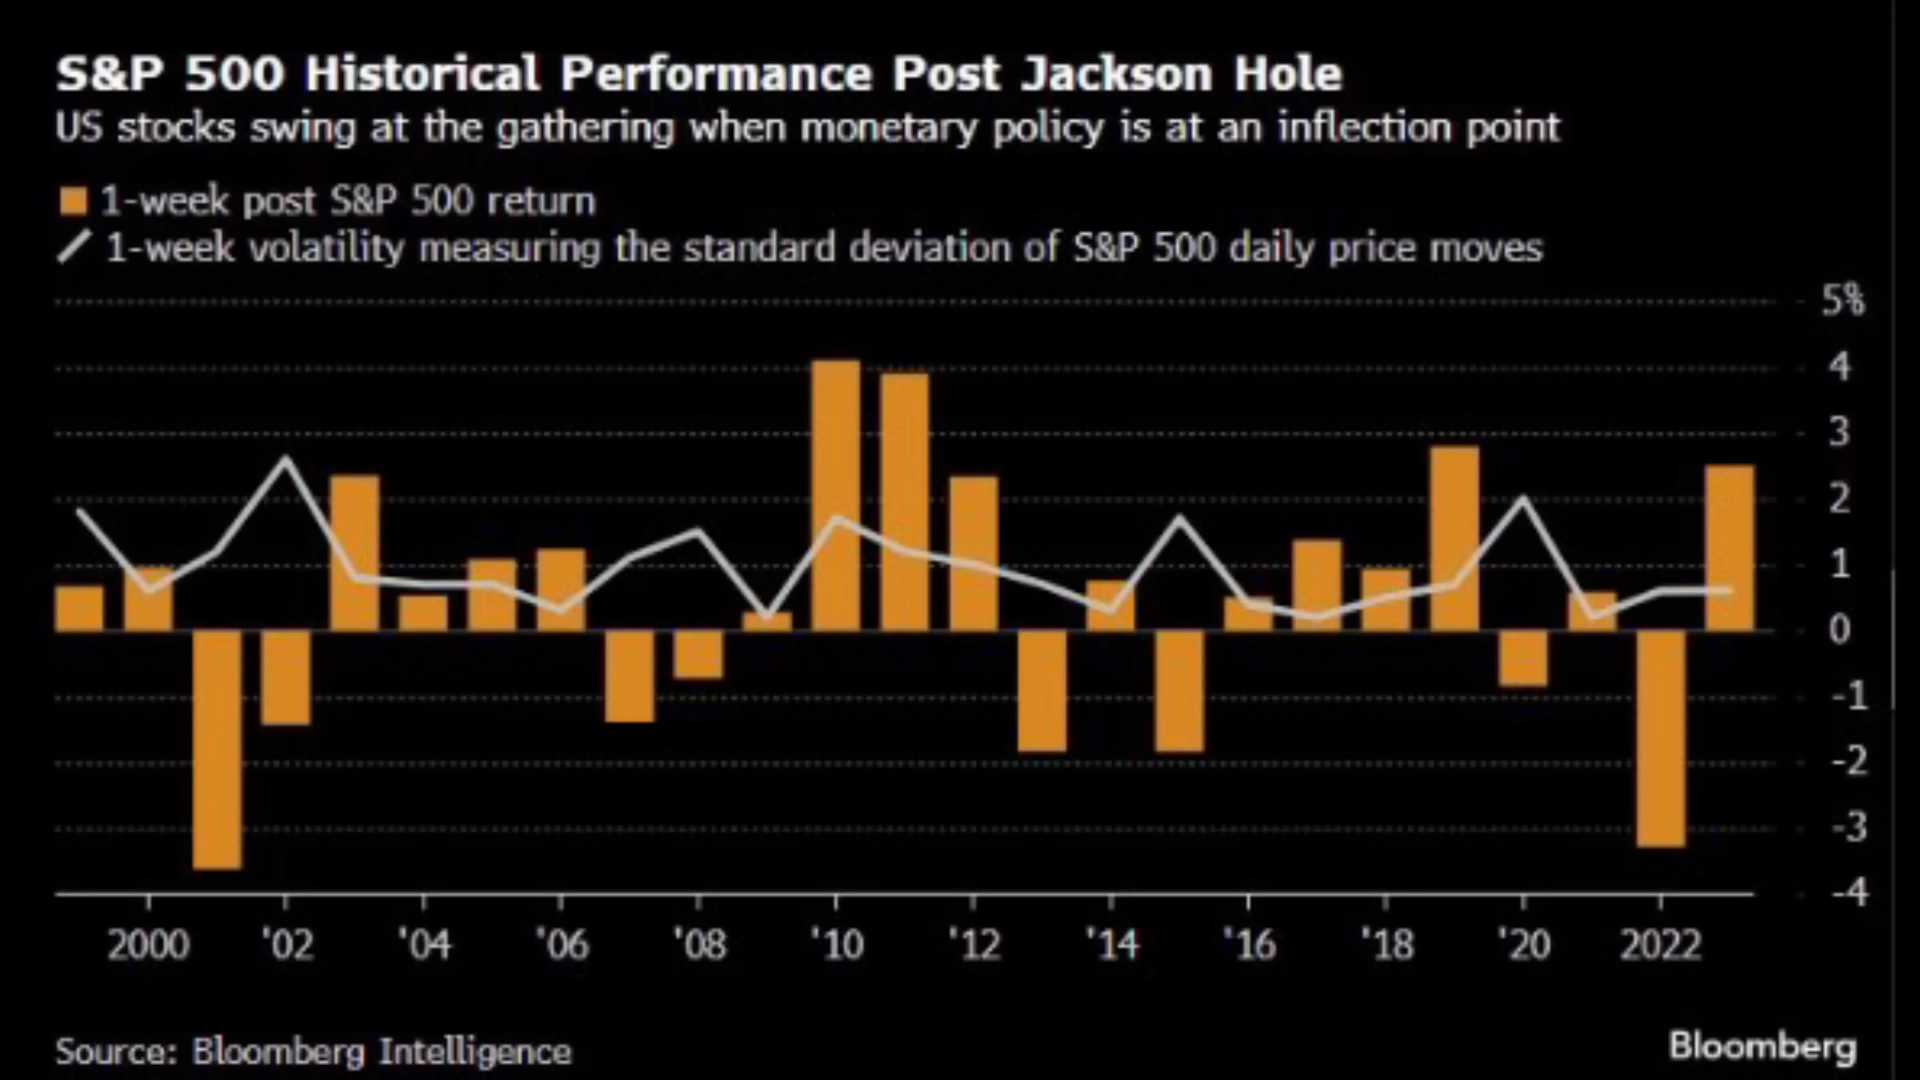 S&P 500 Historical Performance Post Jackson Hole
US stocks swing at the gathering when monetary policy is at an inflection point
1-week post S&P 500 return
1-week volatility measuring the standard deviation of S&P 500 daily price moves
5%
4
3
2
1
0
-1
-2
-3
-4
2000 '02 '04 '06 '08 '10 '12 '14 '16 '18 '20 2022
Source: Bloomberg Intelligence
Bloomberg